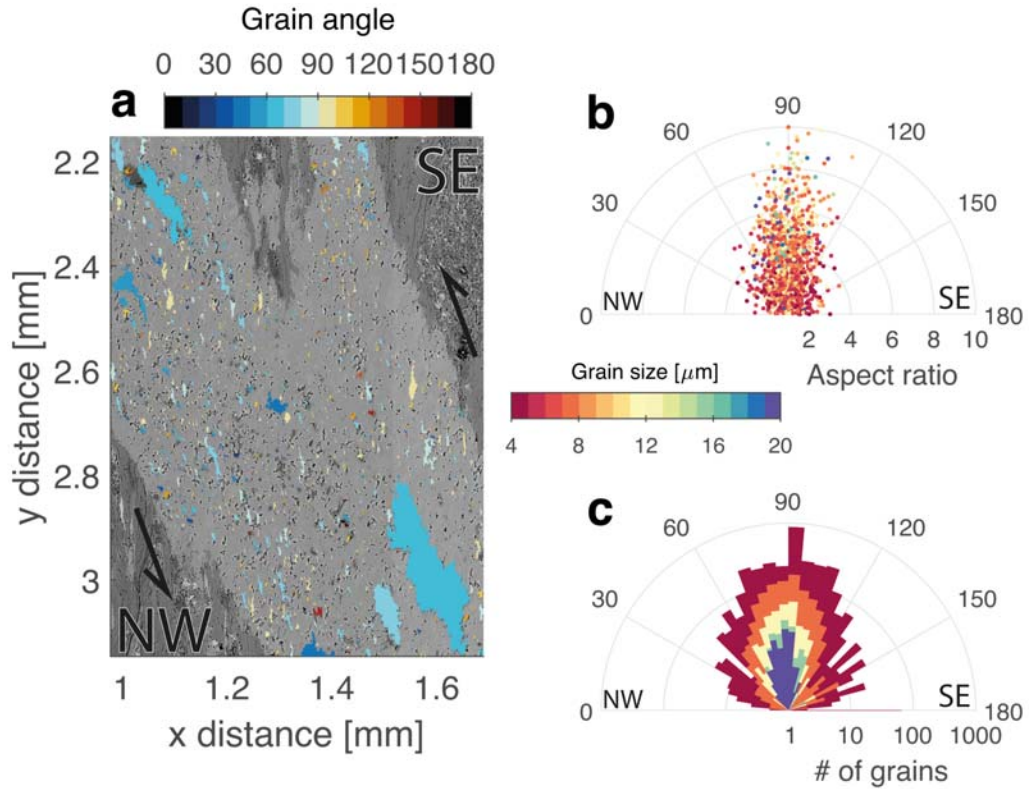 Grain angle
0 30 60 90 120 150 180
a
SE
2.2
2.4
2.6
2.8
3
y distance [mm]
NW
1 1.2 1.4 1.6
x distance [mm]
b
90
60 120
30 150
NW SE
0 180
2 4 6 8 10
Aspect ratio
Grain size [μm]
4 8 12 16 20
c
90
60 120
30 150
NW SE
0 180
1 10 100 1000
# of grains